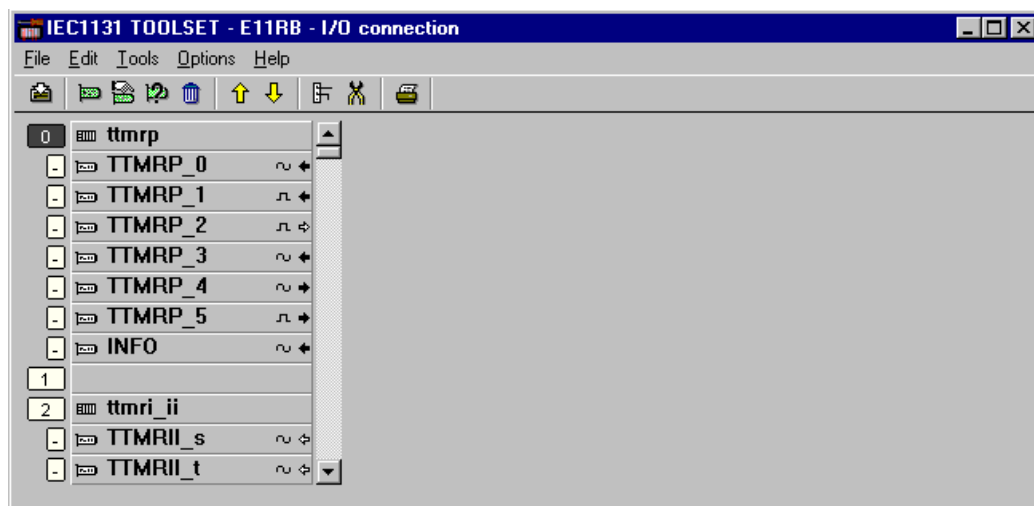 IEC1131 TOOLSET - E11RB - I/O connection
File Edit Tools Options Help
0 ttmrp
- TTMRP_0
- TTMRP_1
- TTMRP_2
- TTMRP_3
- TTMRP_4
- TTMRP_5
- INFO
1
2 ttmri_ii
- TTMRII_s
- TTMRII_t